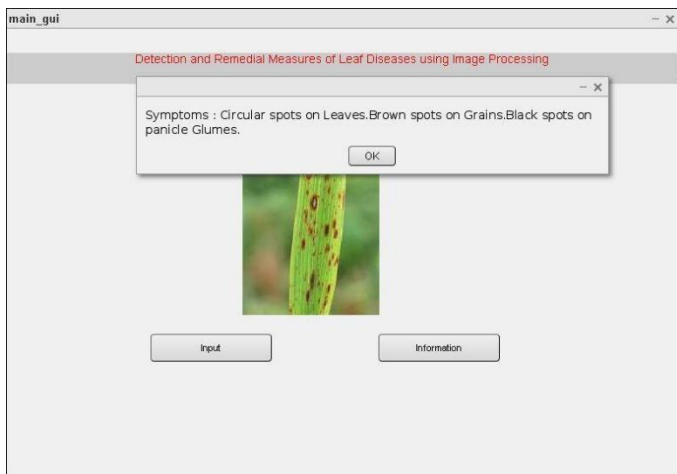 main_gui
Detection and Remedial Measures of Leaf Diseases using Image Processing
Symptoms : Circular spots on Leaves.Brown spots on Grains.Black spots on
panicle Glumes.
OK
Input
Information